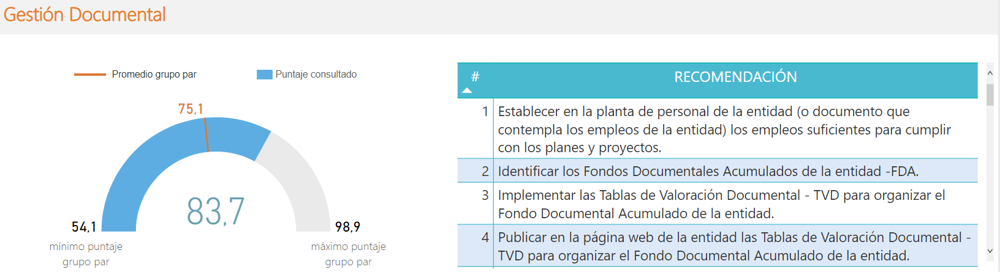 Gestión Documental
Promedio grupo par
Puntaje consultado
75,1
83,7
54,1
98,9
mínimo puntaje
grupo par
máximo puntaje
grupo par
# RECOMENDACIÓN
1 Establecer en la planta de personal de la entidad (o documento que
contempla los empleos de la entidad) los empleos suficientes para cumplir
con los planes y proyectos.
2 Identificar los Fondos Documentales Acumulados de la entidad -FDA.
3 Implementar las Tablas de Valoración Documental - TVD para organizar el
Fondo Documental Acumulado de la entidad.
4 Publicar en la página web de la entidad las Tablas de Valoración Documental -
TVD para organizar el Fondo Documental Acumulado de la entidad.